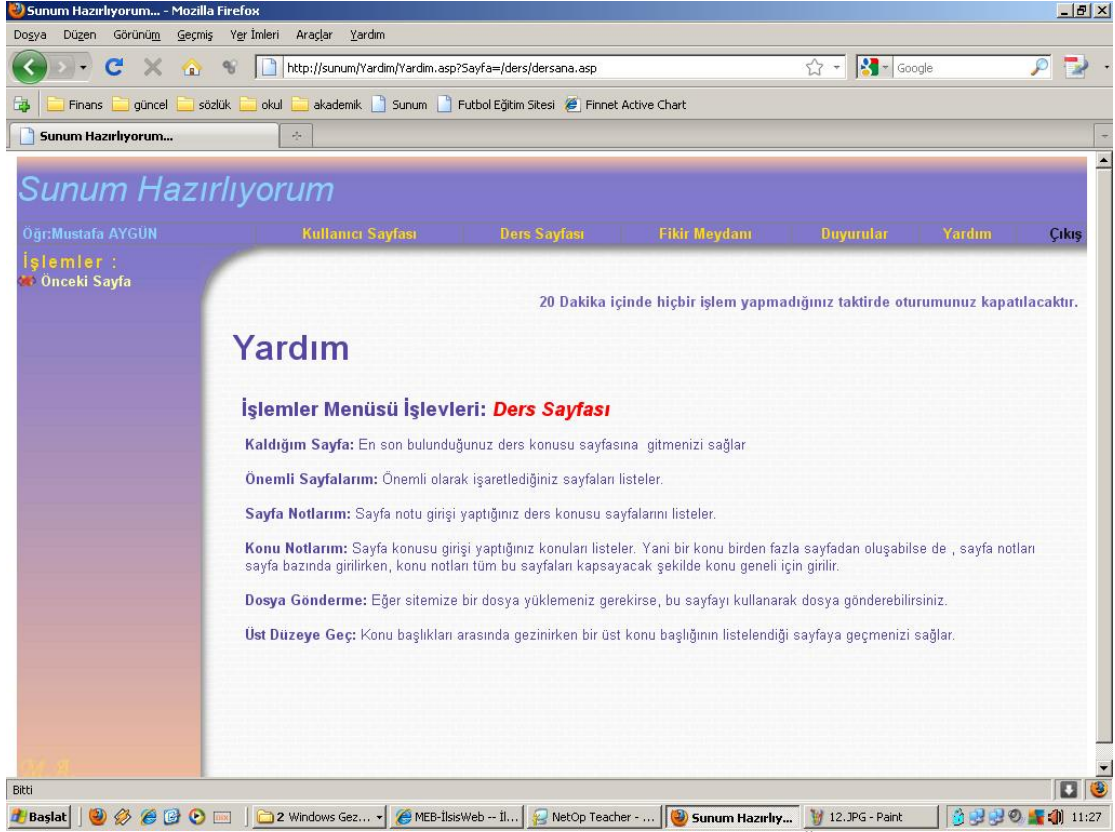 Sunum Hazırlıyorum... - Mozilla Firefox
Dosya Düzen Görünüm Geçmiş Yer İmleri Araçlar Yardım
http://sunum/Yardim/Yardim.asp?Sayfa=/ders/dersana.asp
Google
Finans güncel sözlük okul akademik Sunum Futbol Eğitim Sitesi Finnet Active Chart
Sunum Hazırlıyorum...
Sunum Hazırlıyorum
Öğr:Mustafa AYGÜN Kullanıcı Sayfası Ders Sayfası Fikir Meydanı Duyurular Yardım Çıkış
İşlemler :
Önceki Sayfa
20 Dakika içinde hiçbir işlem yapmadığınız taktirde oturumunuz kapatılacaktır.
Yardım
İşlemler Menüsü İşlevleri: Ders Sayfası
Kaldığım Sayfa: En son bulunduğunuz ders konusu sayfasına gitmenizi sağlar
Önemli Sayfalarım: Önemli olarak işaretlediğiniz sayfaları listeler.
Sayfa Notlarım: Sayfa notu girişi yaptığınız ders konusu sayfalarını listeler.
Konu Notlarım: Sayfa konusu girişi yaptığınız konuları listeler. Yani bir konu birden fazla sayfadan oluşabilse de , sayfa notları
sayfa bazında girilirken, konu notları tüm bu sayfaları kapsayacak şekilde konu geneli için girilir.
Dosya Gönderme: Eğer sitemize bir dosya yüklemeniz gerekirse, bu sayfayı kullanarak dosya gönderebilirsiniz.
Üst Düzeye Geç: Konu başlıkları arasında gezinirken bir üst konu başlığının listelendiği sayfaya geçmenizi sağlar.
M. A.
Bitti
Başlat 2 Windows Gez... MEB-İlsisWeb -- İl... NetOp Teacher - ... Sunum Hazırlıy... 12.JPG - Paint 11:27